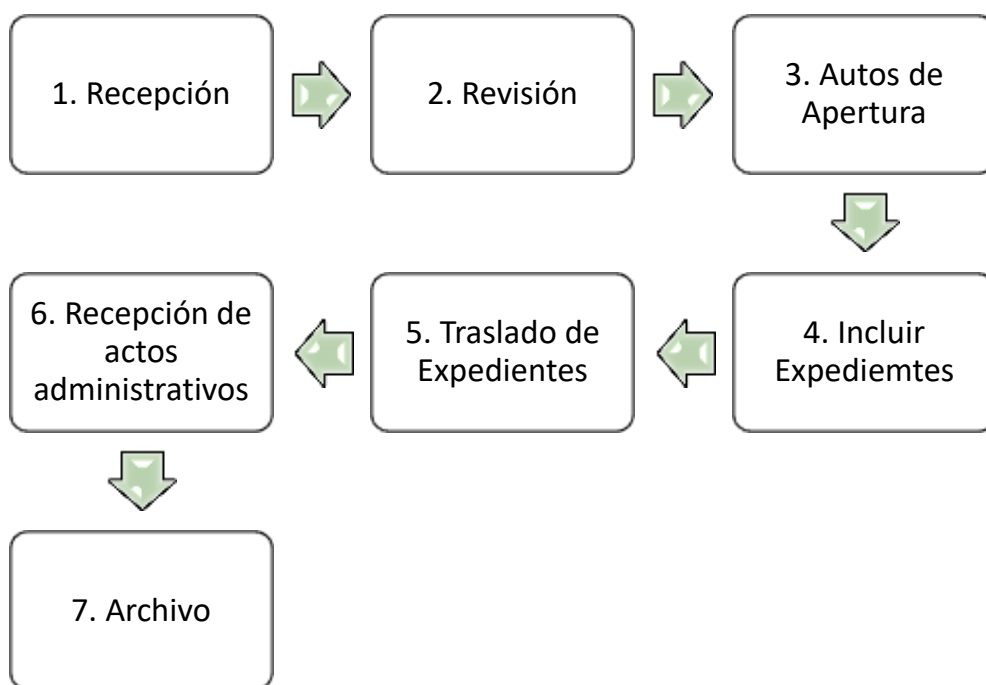 1. Recepción
2. Revisión
3. Autos de
Apertura
4. Incluir
Expediemtes
5. Traslado de
Expedientes
6. Recepción de
actos
administrativos
7. Archivo